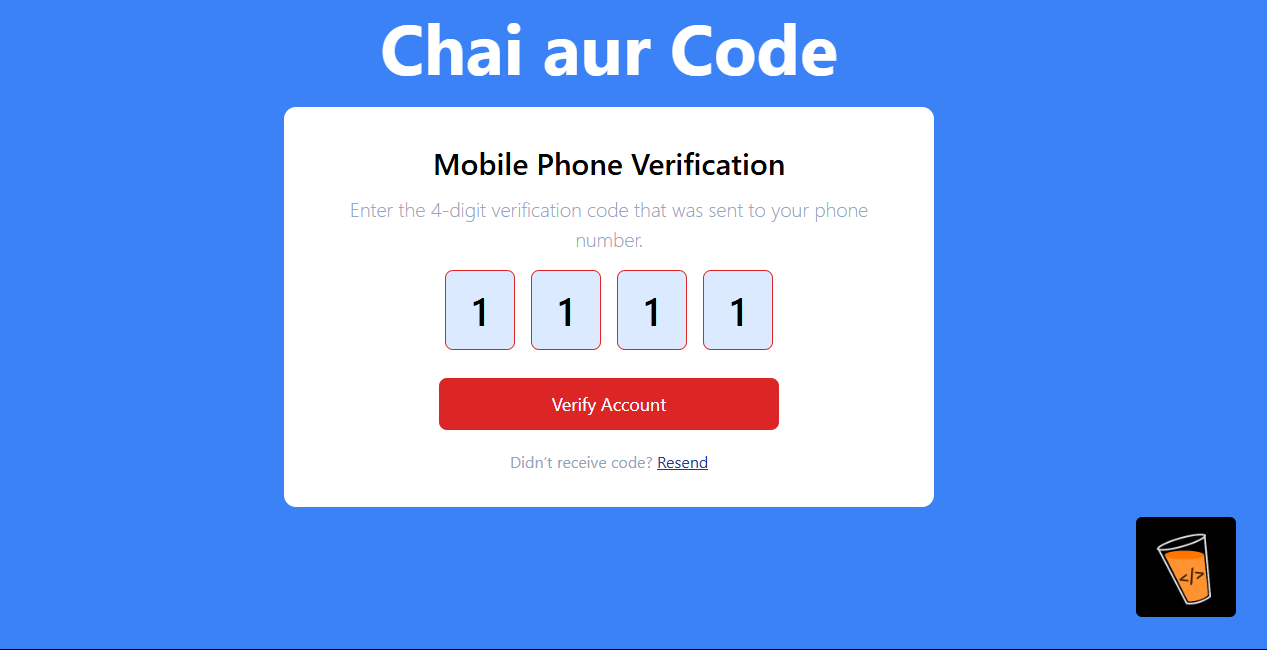 Chai aur Code
Mobile Phone Verification
Enter the 4-digit verification code that was sent to your phone
number.
1 1 1 1
Verify Account
Didn't receive code? Resend
</>